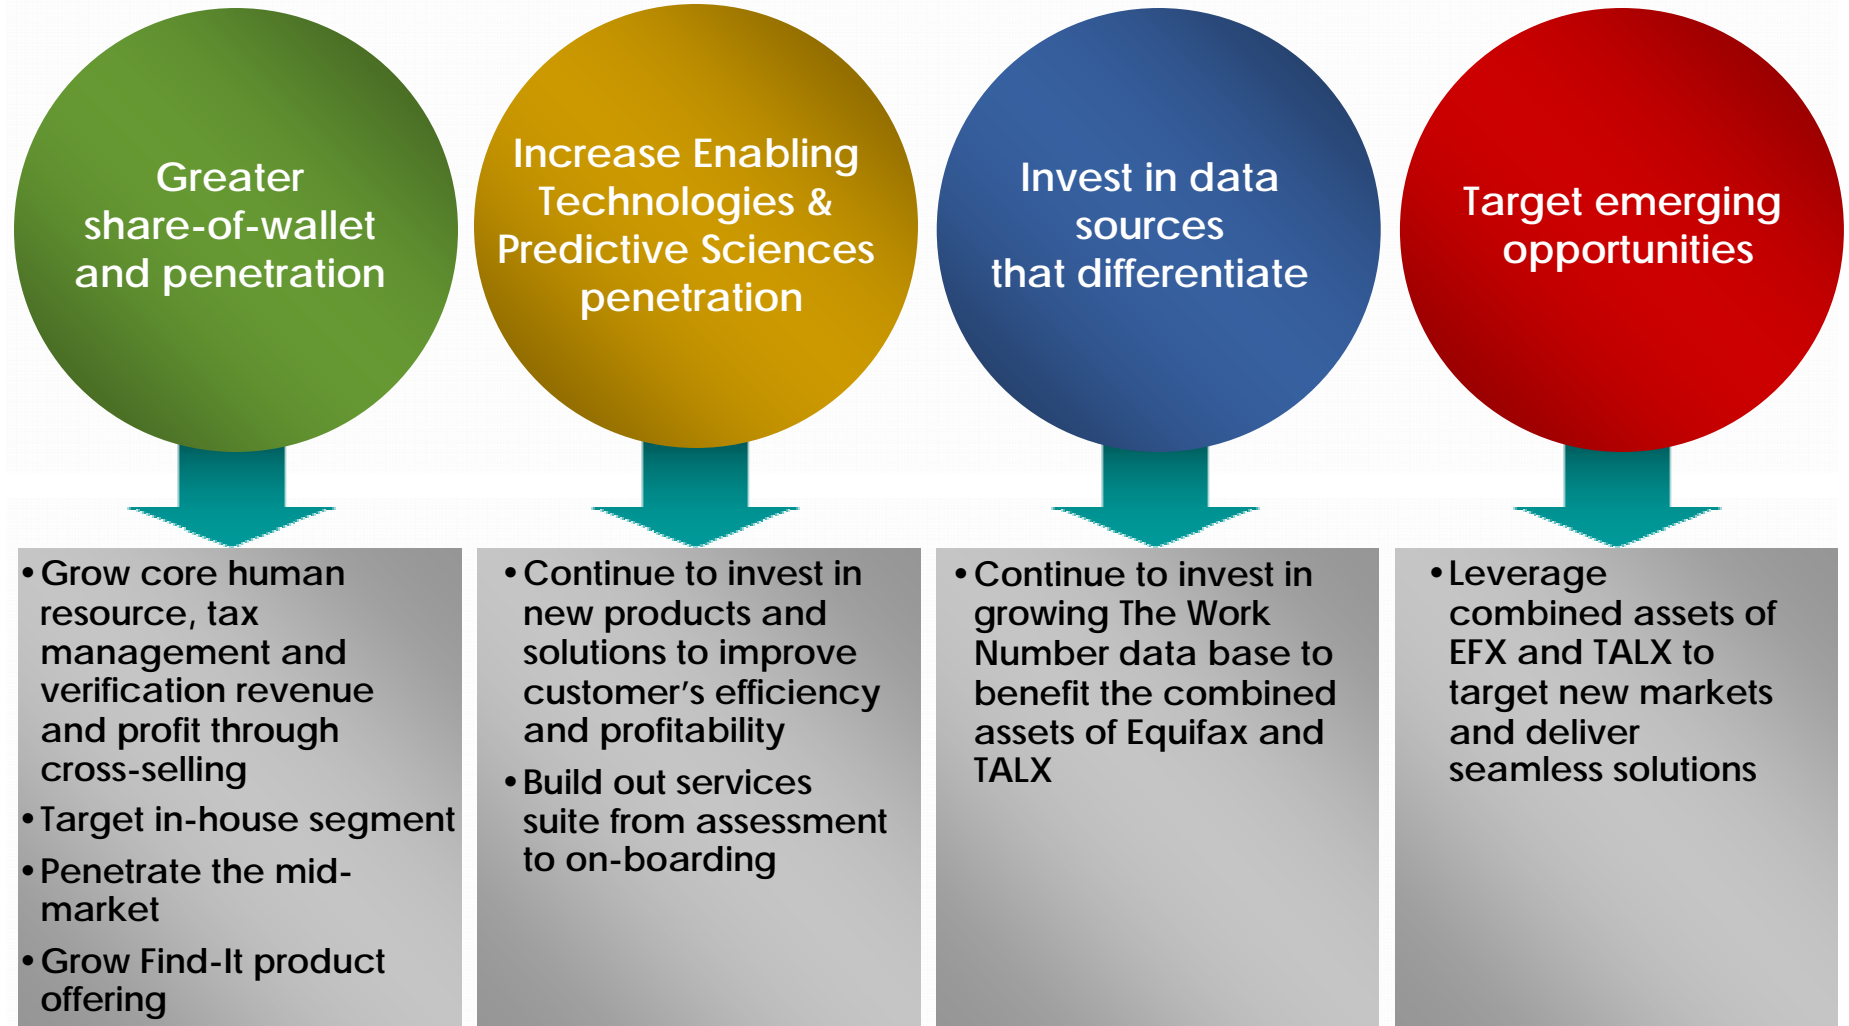 Greater
share-of-wallet
and penetration
Increase Enabling
Technologies &
Predictive Sciences
penetration
Invest in data
sources
that differentiate
Target emerging
opportunities
• Grow core human
resource, tax
management and
verification revenue
and profit through
cross-selling
• Target in-house segment
• Penetrate the mid-
market
• Grow Find-It product
offering
• Continue to invest in
new products and
solutions to improve
customer’s efficiency
and profitability
• Build out services
suite from assessment
to on-boarding
• Continue to invest in
growing The Work
Number data base to
benefit the combined
assets of Equifax and
TALX
• Leverage
combined assets of
EFX and TALX to
target new markets
and deliver
seamless solutions